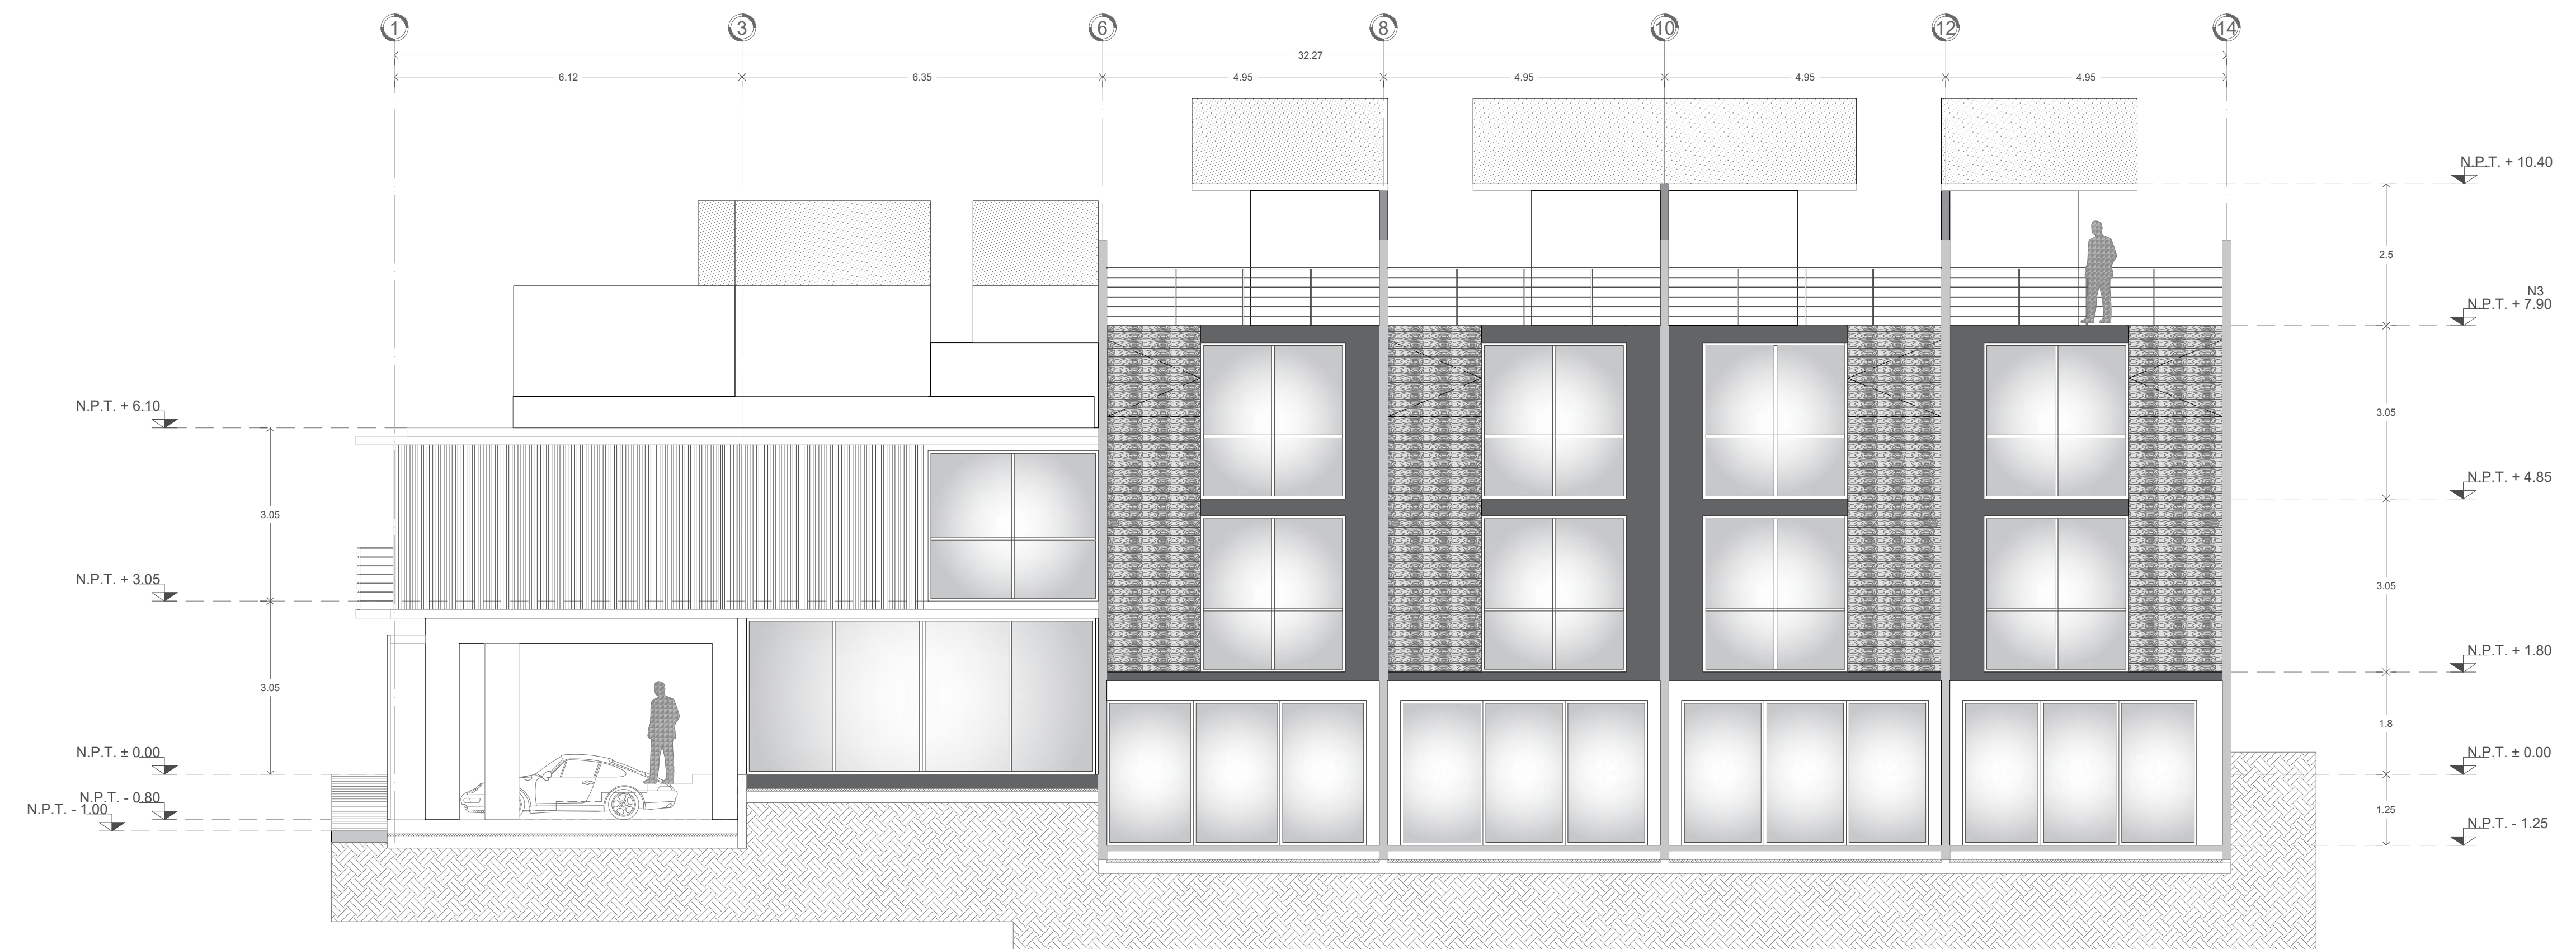 1 3 6 8 10 12 14
32.27
6.12 6.35 4.95 4.95 4.95 4.95
N.P.T. + 10.40
2.5
N3
N.P.T. + 7.90
N.P.T. + 6.10
3.05
N.P.T. + 4.85
3.05
N.P.T. + 3.05
3.05
N.P.T. + 1.80
3.05
1.8
N.P.T. ± 0.00
N.P.T. ± 0.00
N.P.T. - 0.80
N.P.T. - 1.00
1.25
N.P.T. - 1.25